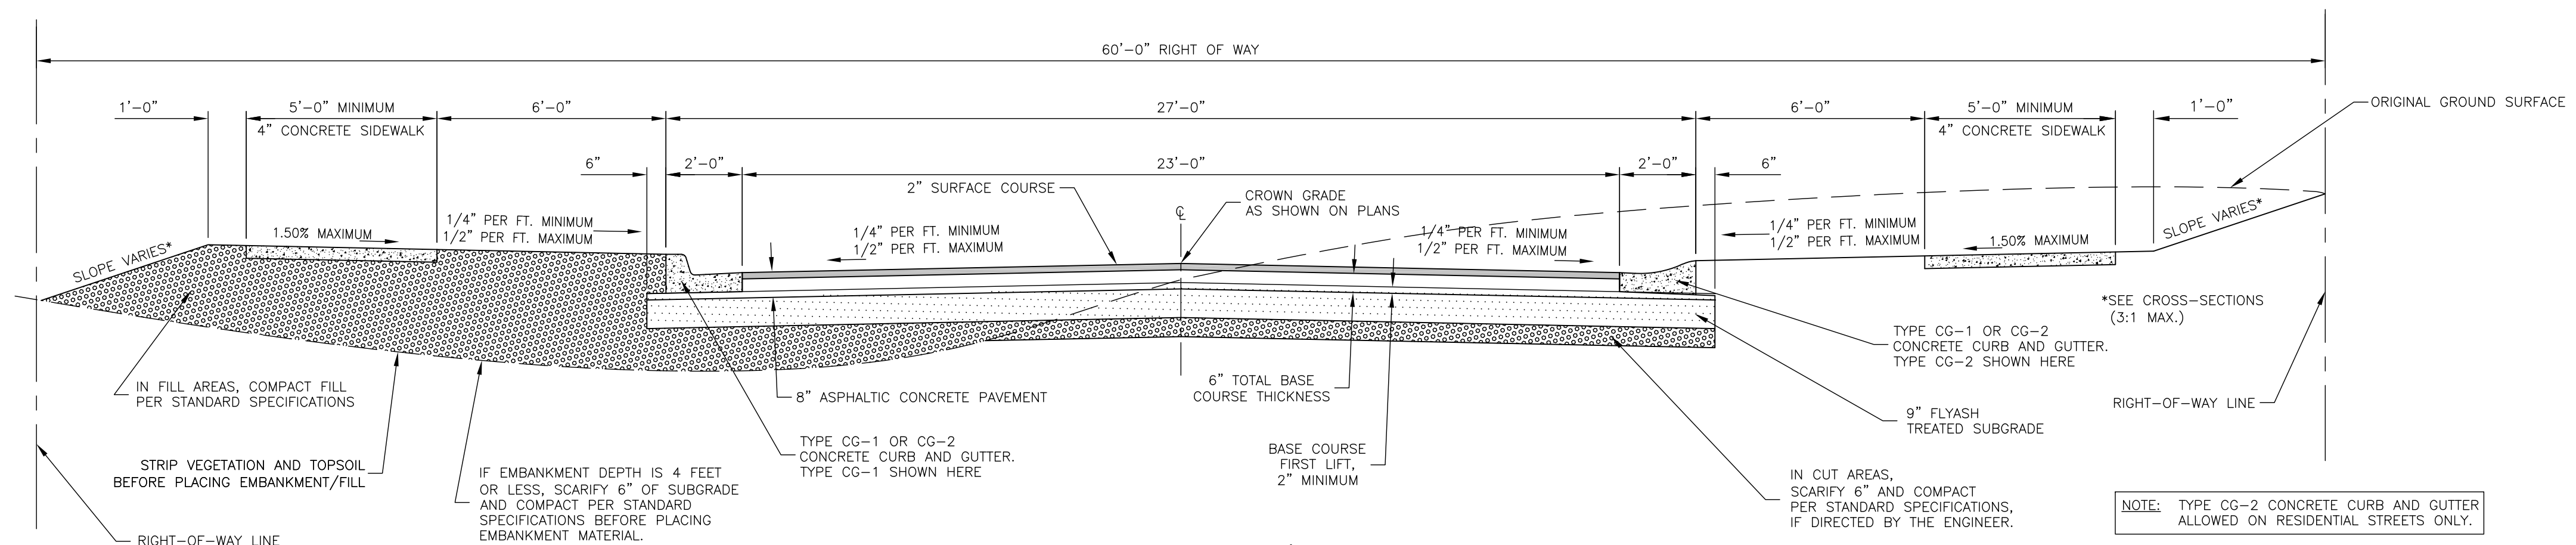 60'-0" RIGHT OF WAY
1'-0"
5'-0" MINIMUM
4" CONCRETE SIDEWALK
6'-0"
27'-0"
6'-0"
5'-0" MINIMUM
4" CONCRETE SIDEWALK
1'-0"
ORIGINAL GROUND SURFACE
6"
2'-0"
23'-0"
2'-0"
6"
2" SURFACE COURSE
CROWN GRADE
AS SHOWN ON PLANS
℄
SLOPE VARIES*
1.50% MAXIMUM
1/4" PER FT. MINIMUM
1/2" PER FT. MAXIMUM
1/4" PER FT. MINIMUM
1/2" PER FT. MAXIMUM
1/4" PER FT. MINIMUM
1/2" PER FT. MAXIMUM
1/4" PER FT. MINIMUM
1/2" PER FT. MAXIMUM
1.50% MAXIMUM
SLOPE VARIES*
*SEE CROSS-SECTIONS
(3:1 MAX.)
IN FILL AREAS, COMPACT FILL
PER STANDARD SPECIFICATIONS
8" ASPHALTIC CONCRETE PAVEMENT
6" TOTAL BASE
COURSE THICKNESS
TYPE CG-1 OR CG-2
CONCRETE CURB AND GUTTER.
TYPE CG-2 SHOWN HERE
RIGHT-OF-WAY LINE
9" FLYASH
TREATED SUBGRADE
STRIP VEGETATION AND TOPSOIL
BEFORE PLACING EMBANKMENT/FILL
IF EMBANKMENT DEPTH IS 4 FEET
OR LESS, SCARIFY 6" OF SUBGRADE
AND COMPACT PER STANDARD
SPECIFICATIONS BEFORE PLACING
EMBANKMENT MATERIAL.
TYPE CG-1 OR CG-2
CONCRETE CURB AND GUTTER.
TYPE CG-1 SHOWN HERE
BASE COURSE
FIRST LIFT,
2" MINIMUM
IN CUT AREAS,
SCARIFY 6" AND COMPACT
PER STANDARD SPECIFICATIONS,
IF DIRECTED BY THE ENGINEER.
NOTE: TYPE CG-2 CONCRETE CURB AND GUTTER
ALLOWED ON RESIDENTIAL STREETS ONLY.
RIGHT-OF-WAY LINE